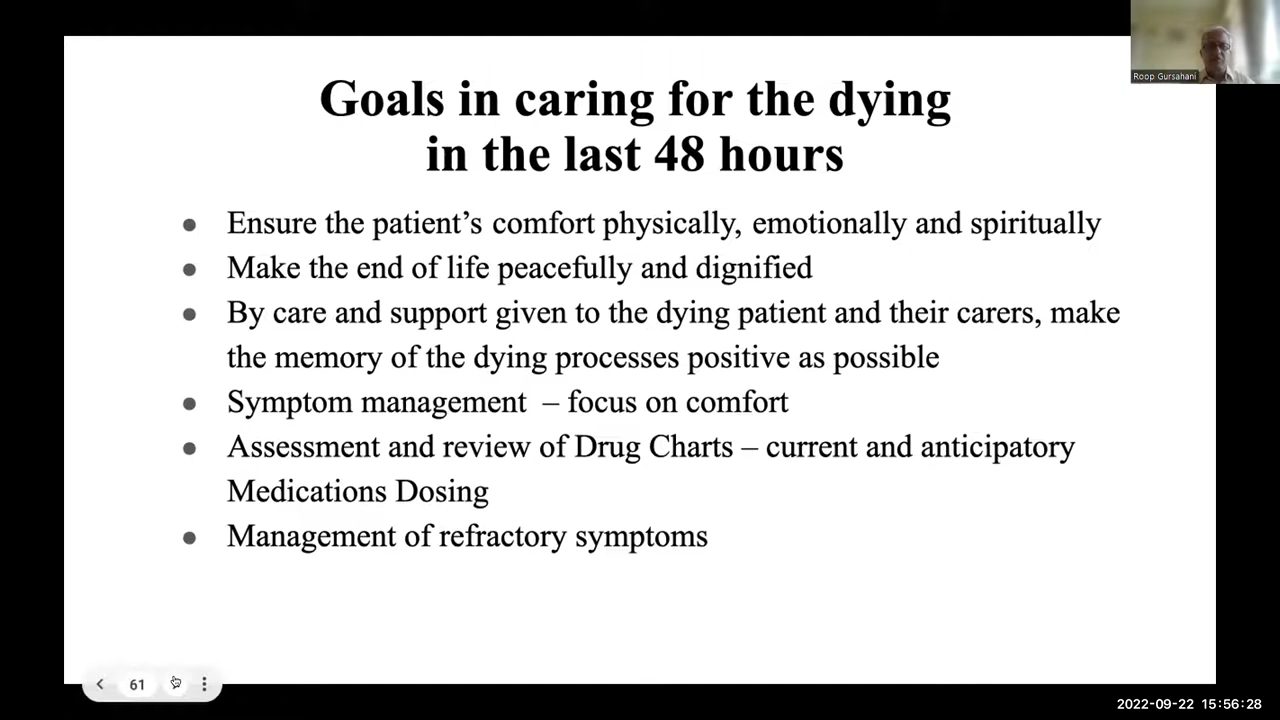 Roop Gursahani
Goals in caring for the dying
in the last 48 hours
● Ensure the patient’s comfort physically, emotionally and spiritually
● Make the end of life peacefully and dignified
● By care and support given to the dying patient and their carers, make
the memory of the dying processes positive as possible
● Symptom management – focus on comfort
● Assessment and review of Drug Charts – current and anticipatory
Medications Dosing
● Management of refractory symptoms
61
2022-09-22 15:56:28